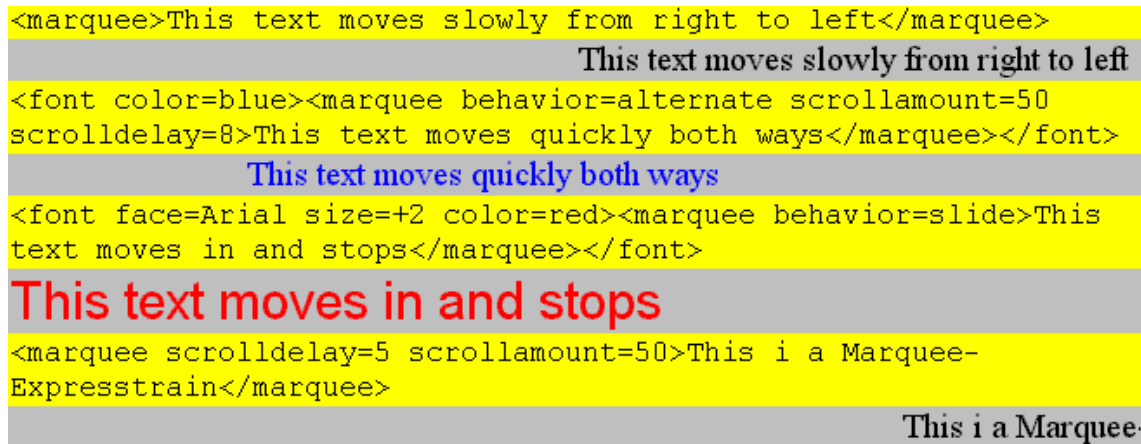 <marquee>This text moves slowly from right to left</marquee>
This text moves slowly from right to left
<font color=blue><marquee behavior=alternate scrollamount=50
scrolldelay=8>This text moves quickly both ways</marquee></font>
This text moves quickly both ways
<font face=Arial size=+2 color=red><marquee behavior=slide>This
text moves in and stops</marquee></font>
This text moves in and stops
<marquee scrolldelay=5 scrollamount=50>This i a Marquee-
Expresstrain</marquee>
This i a Marquee-